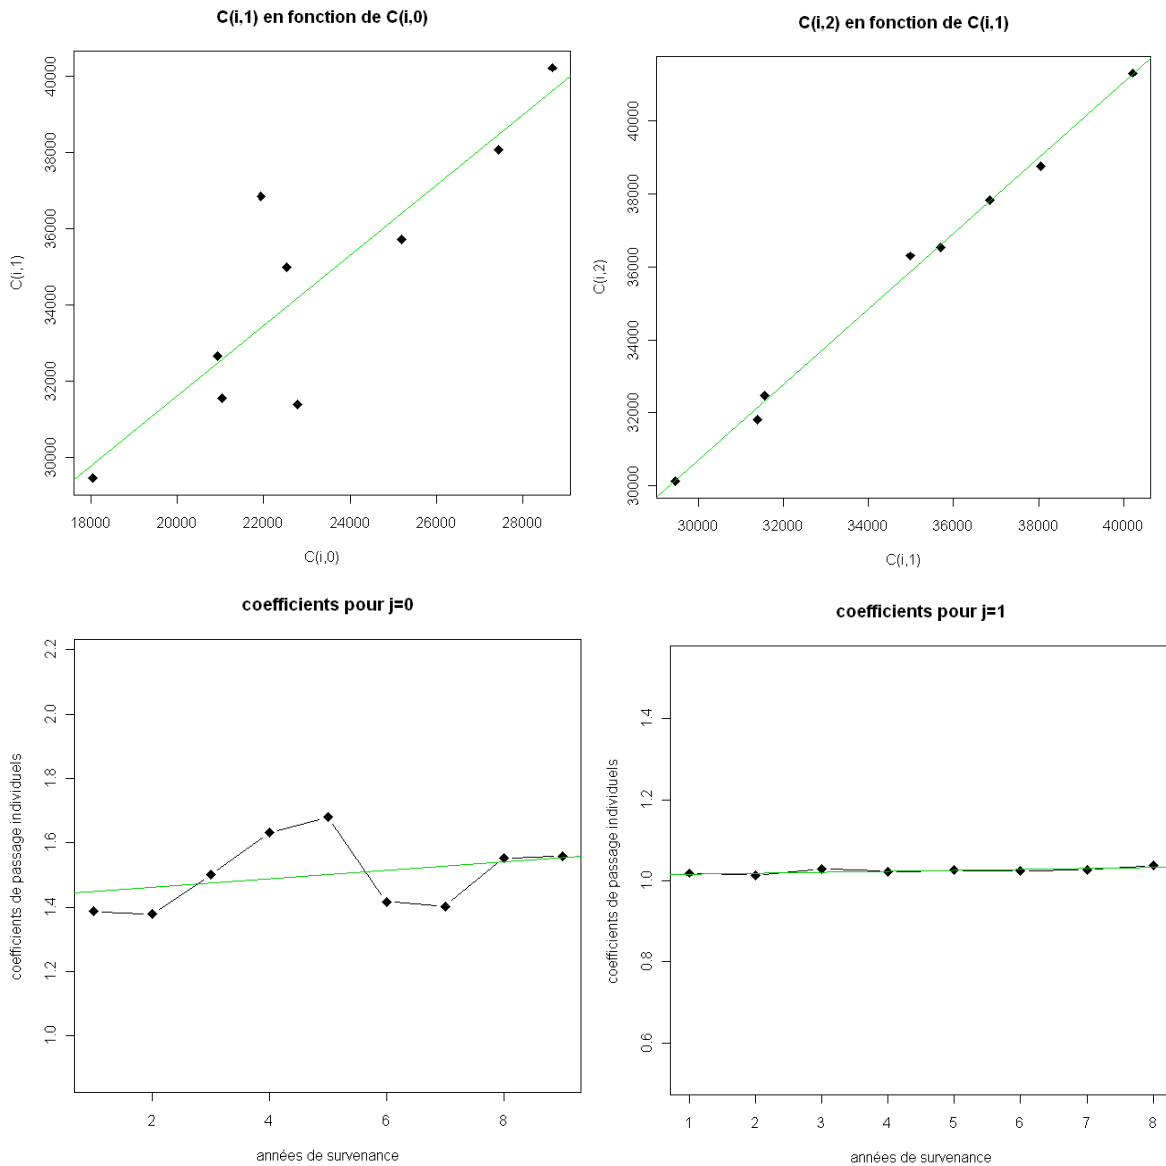 C(i,1) en fonction de C(i,0)
C(i,1)
40000
38000
36000
34000
32000
30000
18000 20000 22000 24000 26000 28000
C(i,0)
C(i,2) en fonction de C(i,1)
C(i,2)
40000
38000
36000
34000
32000
30000
30000 32000 34000 36000 38000 40000
C(i,1)
coefficients pour j=0
coefficients de passage individuels
2.2
2.0
1.8
1.6
1.4
1.2
1.0
2 4 6 8
années de survenance
coefficients pour j=1
coefficients de passage individuels
1.4
1.2
1.0
0.8
0.6
1 2 3 4 5 6 7 8
années de survenance